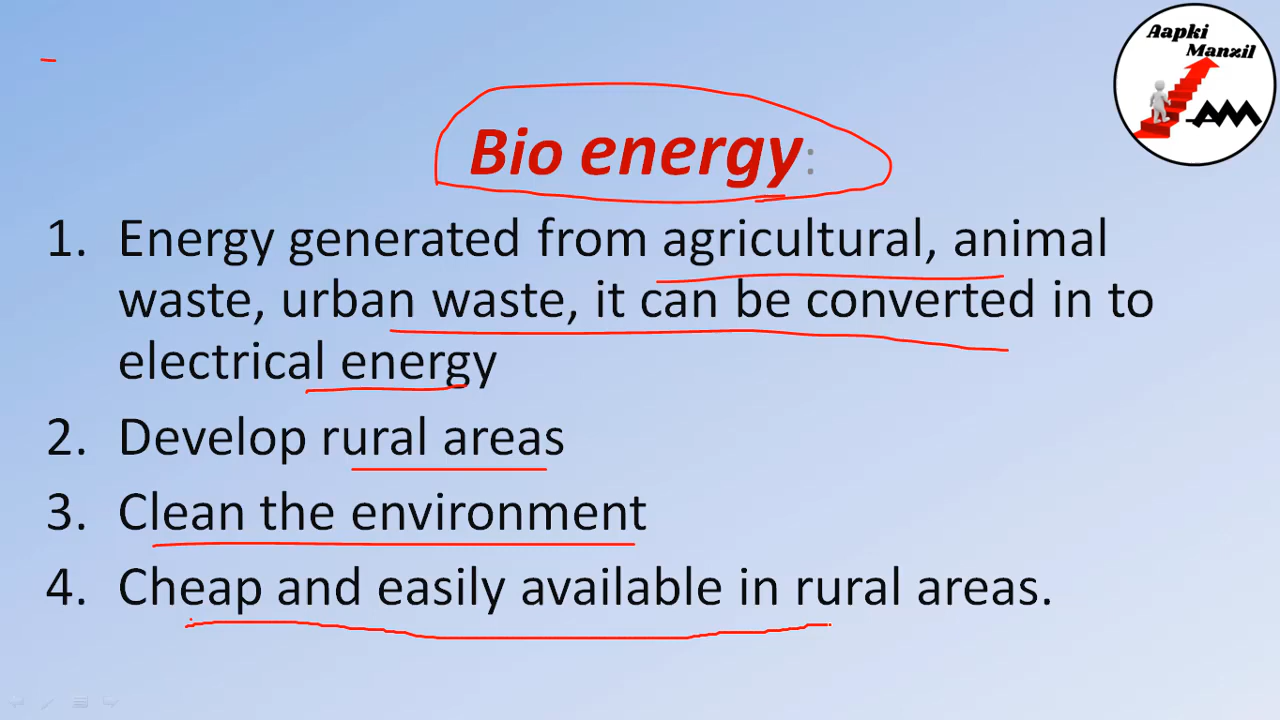 Aapki
Manzil
AM
Bio energy:
1. Energy generated from agricultural, animal
waste, urban waste, it can be converted in to
electrical energy
2. Develop rural areas
3. Clean the environment
4. Cheap and easily available in rural areas.